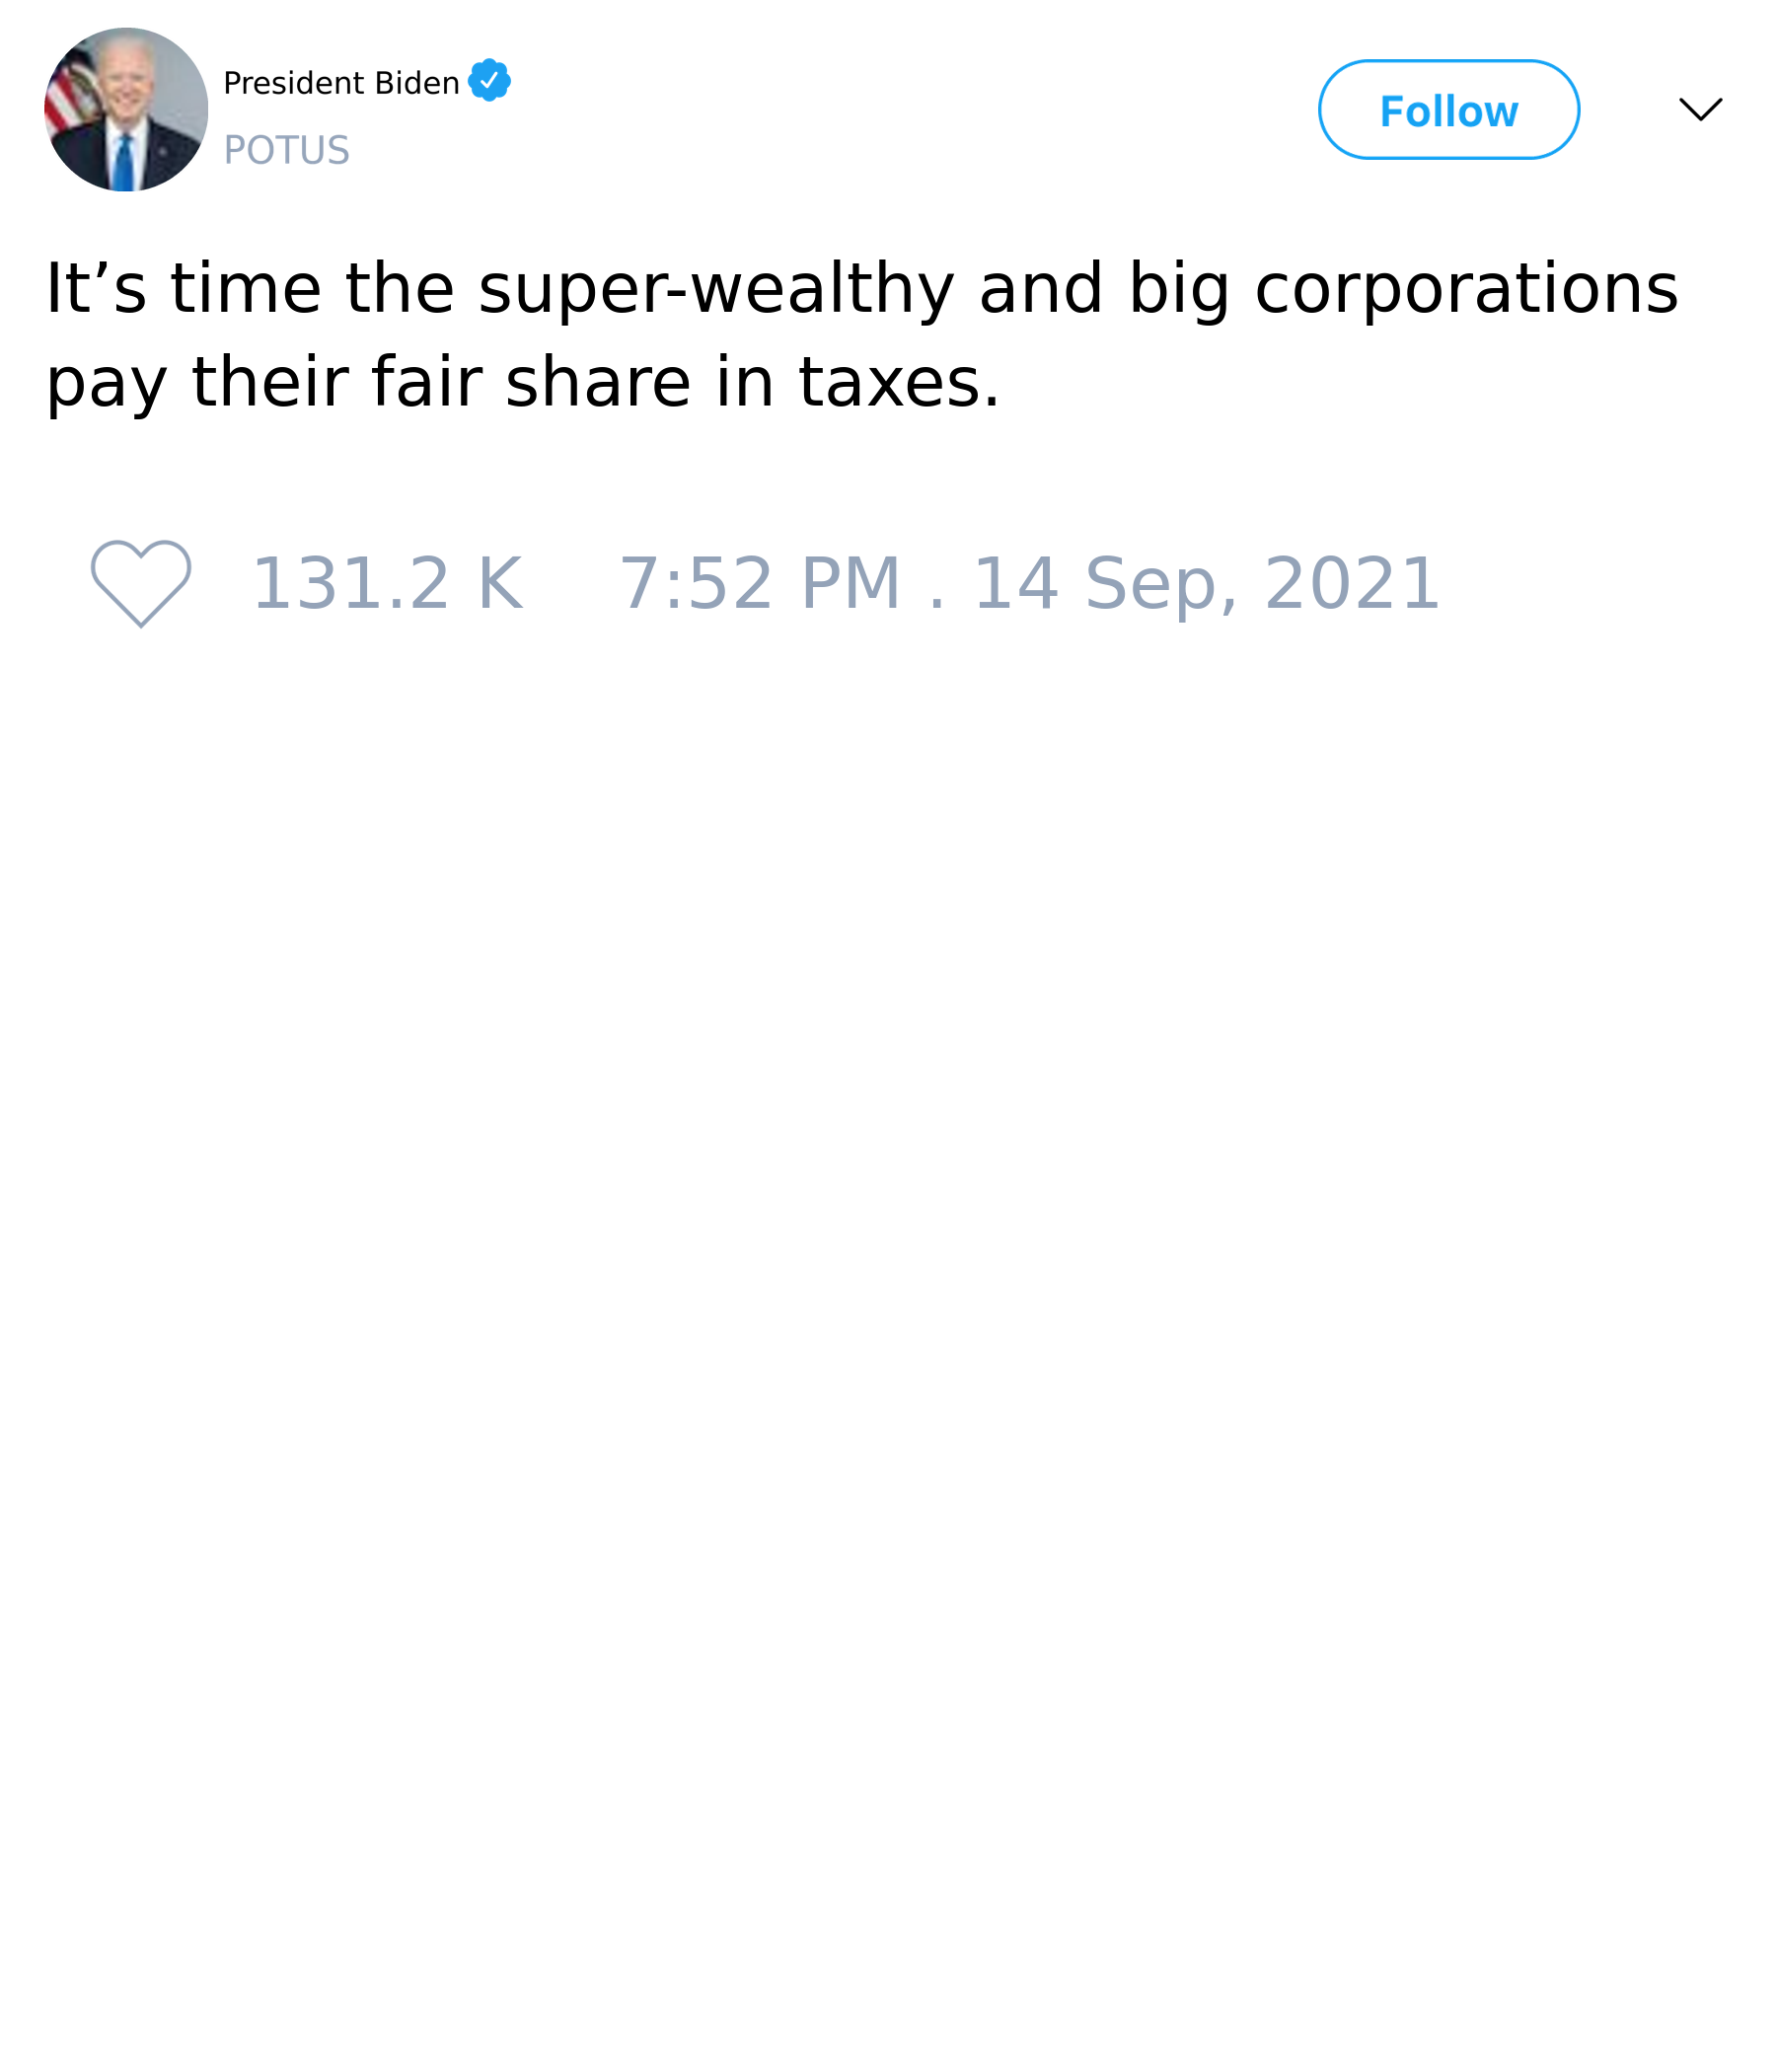 President Biden
POTUS
Follow
It’s time the super-wealthy and big corporations
pay their fair share in taxes.
131.2 K 7:52 PM . 14 Sep, 2021